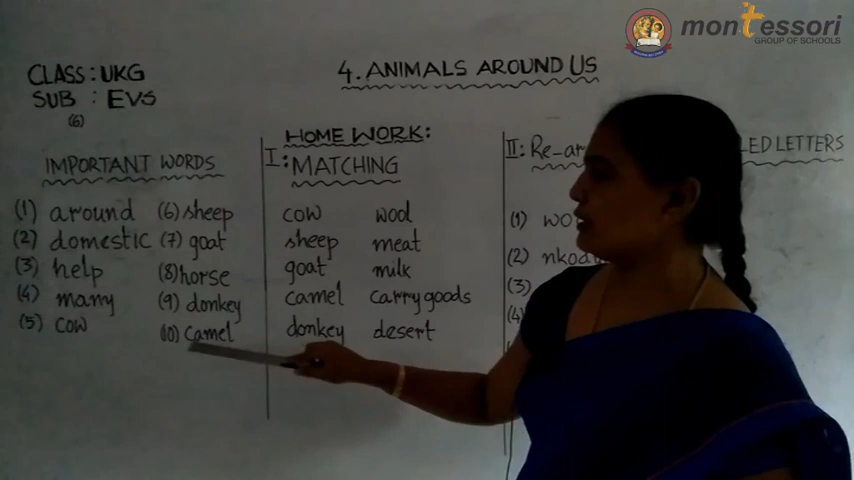 montessori
GROUP OF SCHOOLS
CLASS: UKG
SUB : EVS
(6)
4. ANIMALS AROUND US
IMPORTANT WORDS
(1) around (6) sheep
(2) domestic (7) goat
(3) help (8) horse
(4) many (9) donkey
(5) cow (10) camel
HOME WORK:
I: MATCHING
cow wool
sheep meat
goat milk
camel carry goods
donkey desert
II: Re_ar LED LETTERS
(1) wo
(2) nkod
(3)
(4)